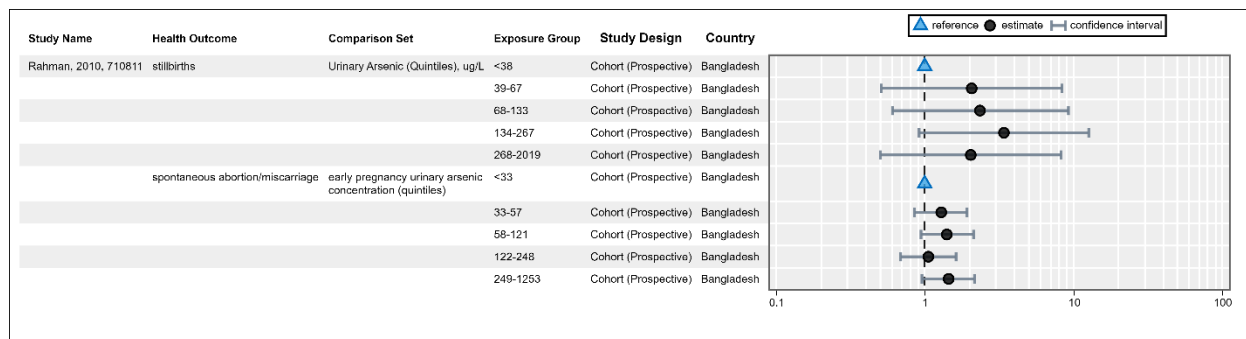 reference estimate confidence interval
Study Name Health Outcome Comparison Set Exposure Group Study Design Country
Rahman, 2010, 710811 stillbirths Urinary Arsenic (Quintiles), ug/L <38 Cohort (Prospective) Bangladesh
39-67 Cohort (Prospective) Bangladesh
68-133 Cohort (Prospective) Bangladesh
134-267 Cohort (Prospective) Bangladesh
268-2019 Cohort (Prospective) Bangladesh
spontaneous abortion/miscarriage early pregnancy urinary arsenic <33 Cohort (Prospective) Bangladesh
concentration (quintiles)
33-57 Cohort (Prospective) Bangladesh
58-121 Cohort (Prospective) Bangladesh
122-248 Cohort (Prospective) Bangladesh
249-1253 Cohort (Prospective) Bangladesh
0.1 1 10 100